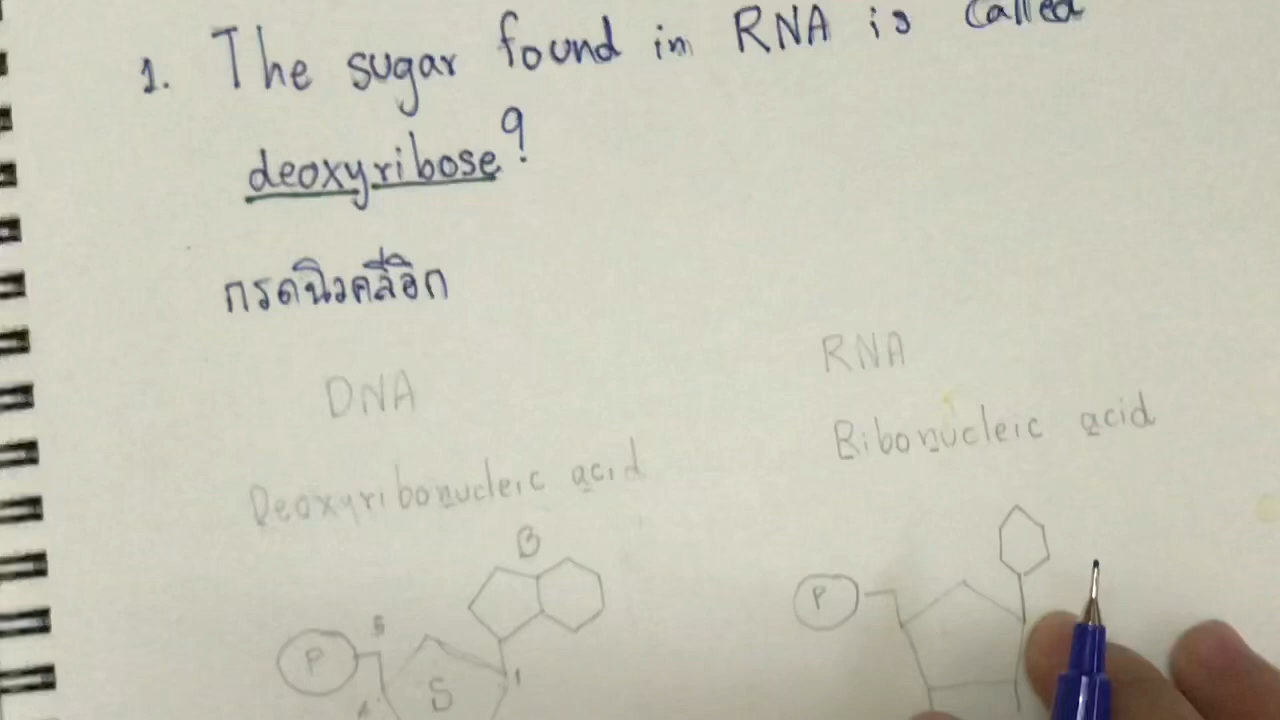 1. The sugar found in RNA is called
deoxyribose?
กรดนิวคลีอิก
DNA
RNA
Deoxyribonucleic acid
Ribonucleic acid
B
P
5
P
S
1
4